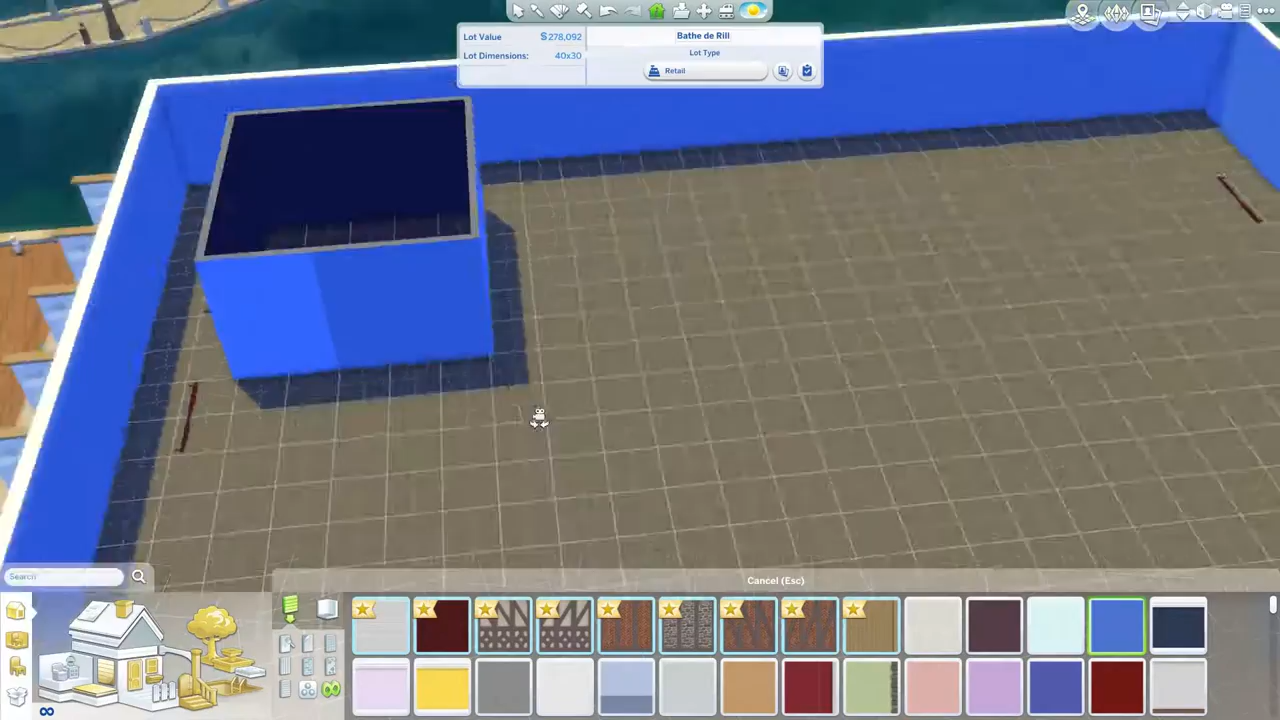 Lot Value $278,092
Lot Dimensions: 40x30
Bathe de Rill
Lot Type
Retail
Cancel (Esc)
Search